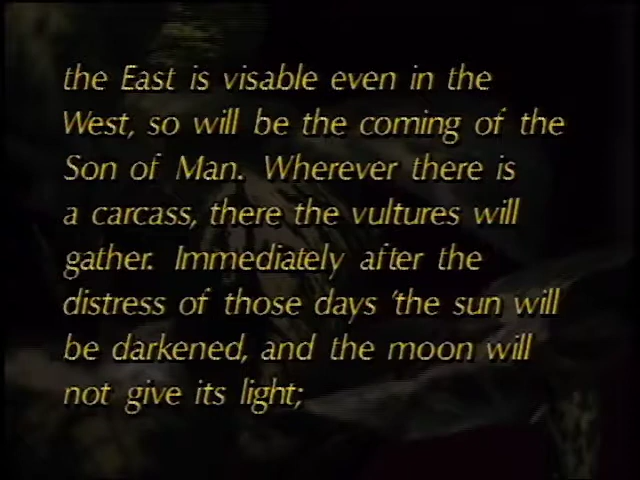 the East is visable even in the
West, so will be the coming of the
Son of Man. Wherever there is
a carcass, there the vultures will
gather. Immediately after the
distress of those days 'the sun will
be darkened, and the moon will
not give its light;